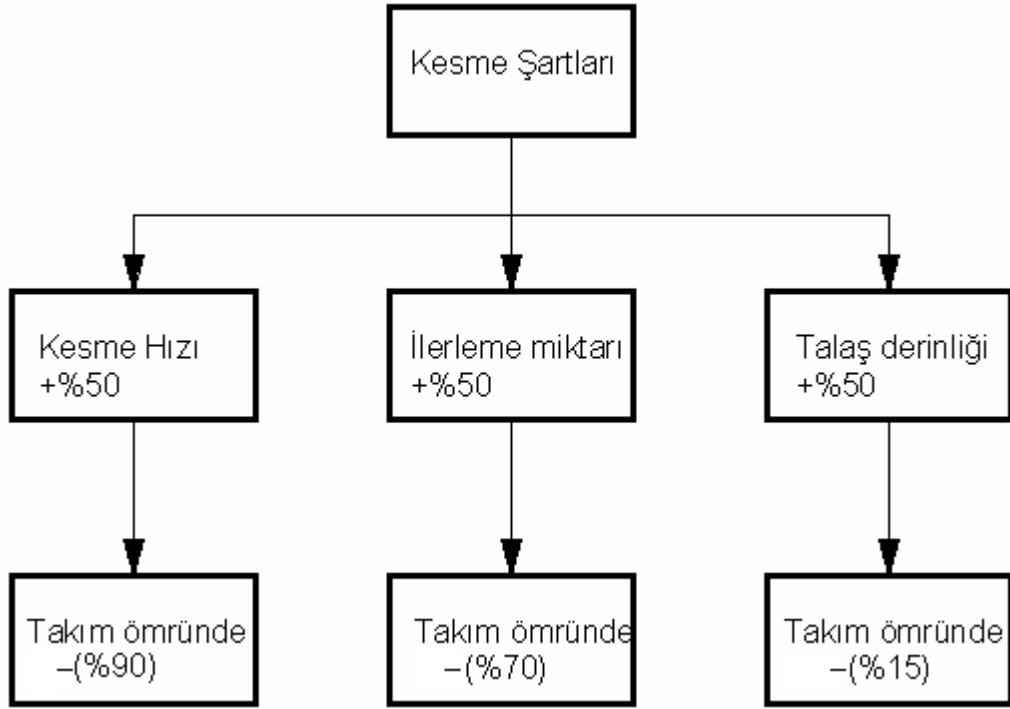 Kesme Şartları
Kesme Hızı
+%50
İlerleme miktarı
+%50
Talaş derinliği
+%50
Takım ömründe
–(%90)
Takım ömründe
–(%70)
Takım ömründe
–(%15)